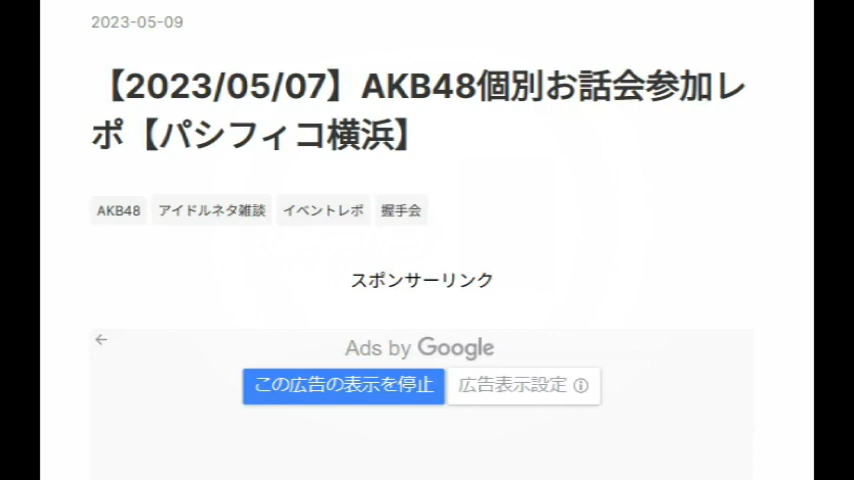 2023-05-09
【2023/05/07】AKB48個別お話会参加レ
ポ【パシフィコ横浜】
AKB48 アイドルネタ雑談 イベントレポ 握手会
スポンサーリンク
Ads by Google
この広告の表示を停止 広告表示設定